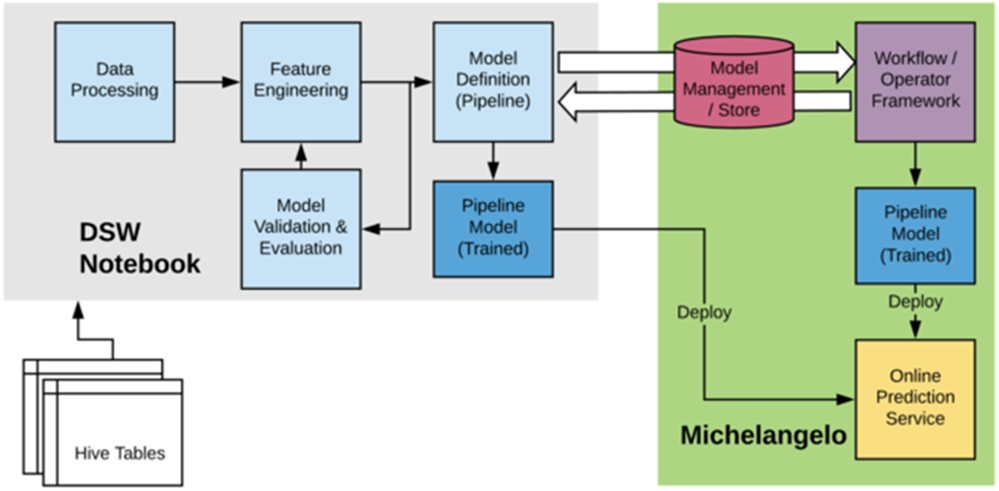 Data
Processing
Feature
Engineering
Model
Definition
(Pipeline)
Model
Management
/ Store
Workflow /
Operator
Framework
Model
Validation &
Evaluation
Pipeline
Model
(Trained)
Pipeline
Model
(Trained)
DSW
Notebook
Deploy
Deploy
Online
Prediction
Service
Michelangelo
Hive Tables